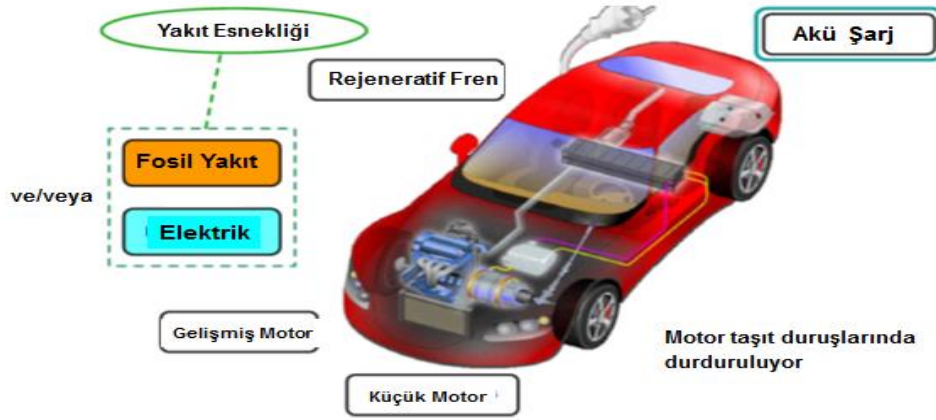 Yakıt Esnekliği
Akü Şarj
Rejeneratif Fren
Fosil Yakıt
ve/veya
Elektrik
Gelişmiş Motor
Motor taşıt duruşlarında
durduruluyor
Küçük Motor